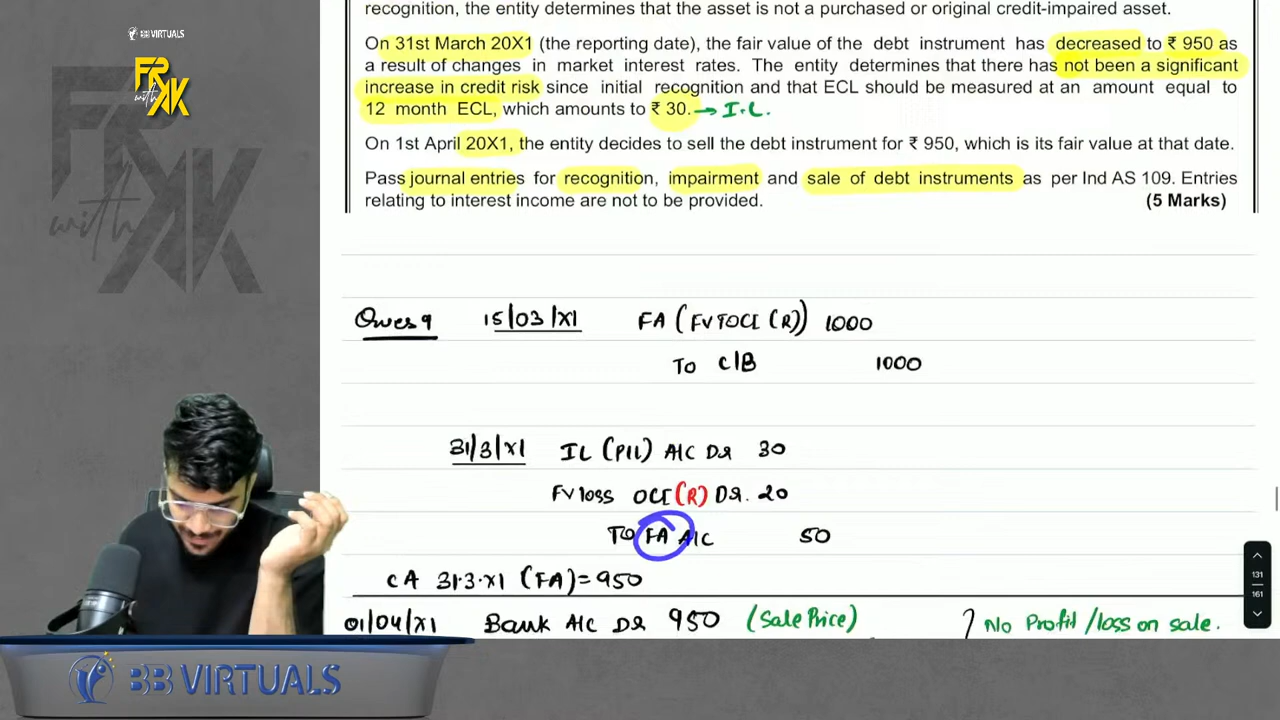 BB VIRTUALS
FR
with
AK
recognition, the entity determines that the asset is not a purchased or original credit-impaired asset.
On 31st March 20X1 (the reporting date), the fair value of the debt instrument has decreased to ₹ 950 as
a result of changes in market interest rates. The entity determines that there has not been a significant
increase in credit risk since initial recognition and that ECL should be measured at an amount equal to
12 month ECL, which amounts to ₹ 30. → I.L.
On 1st April 20X1, the entity decides to sell the debt instrument for ₹ 950, which is its fair value at that date.
Pass journal entries for recognition, impairment and sale of debt instruments as per Ind AS 109. Entries
relating to interest income are not to be provided. (5 Marks)
Ques 9 15/03/X1 FA (FVTOCI (R)) 1000
To C/B 1000
31/3/X1 IL (P/L) A/C DR 30
FV loss OCI (R) DR. 20
TO FA A/C 50
CA 31.3.X1 (FA) = 950
01/04/X1 Bank A/C DR 950 (Sale Price) No Profit/loss on sale.
131
161
BB VIRTUALS